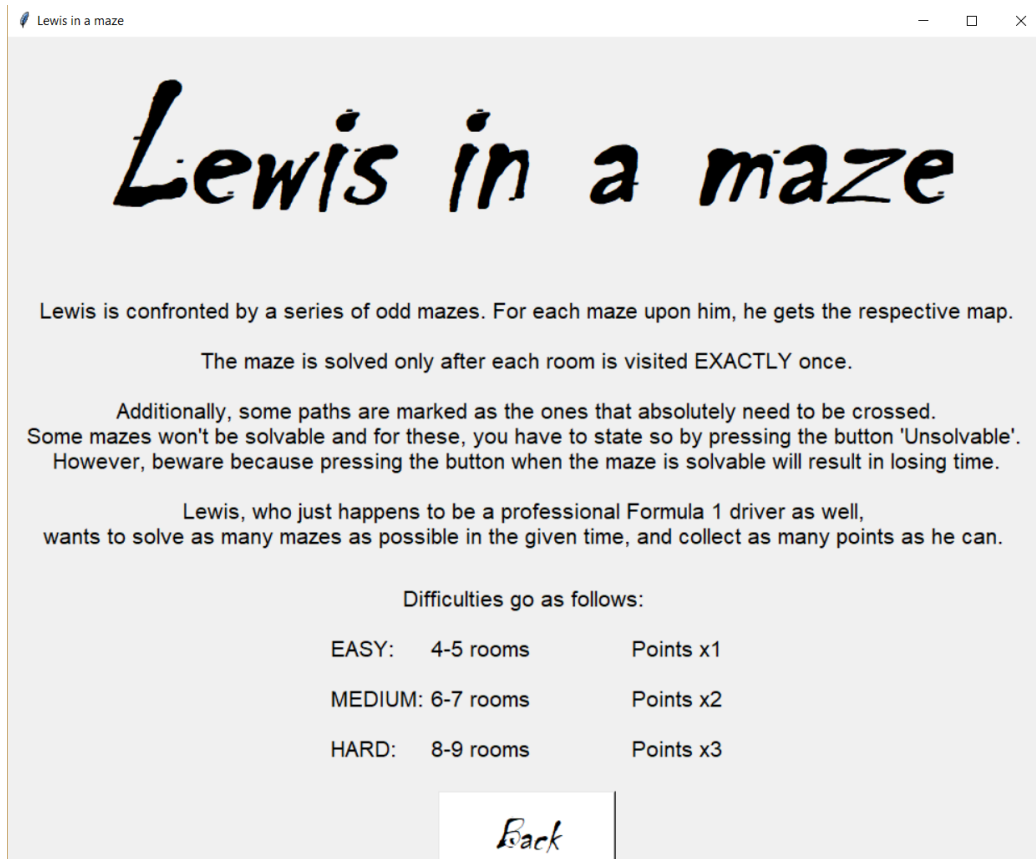 Lewis in a maze
Lewis in a maze
Lewis is confronted by a series of odd mazes. For each maze upon him, he gets the respective map.
The maze is solved only after each room is visited EXACTLY once.
Additionally, some paths are marked as the ones that absolutely need to be crossed.
Some mazes won't be solvable and for these, you have to state so by pressing the button 'Unsolvable'.
However, beware because pressing the button when the maze is solvable will result in losing time.
Lewis, who just happens to be a professional Formula 1 driver as well,
wants to solve as many mazes as possible in the given time, and collect as many points as he can.
Difficulties go as follows:
EASY: 4-5 rooms Points x1
MEDIUM: 6-7 rooms Points x2
HARD: 8-9 rooms Points x3
Back